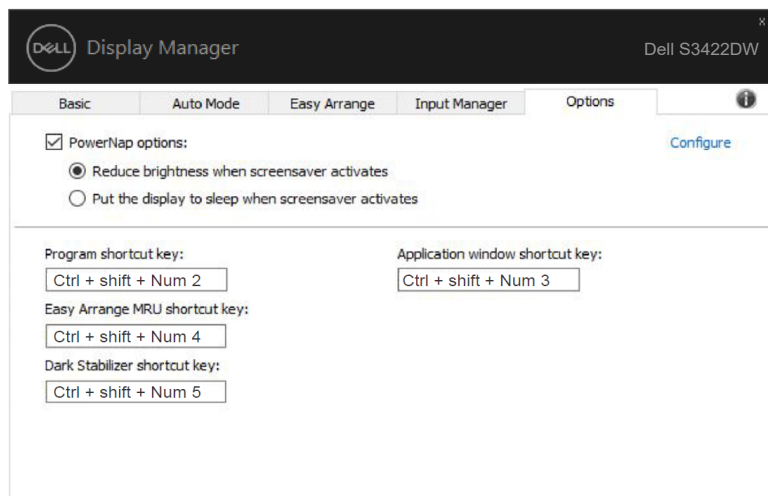 x
DELL Display Manager
Dell S3422DW
Basic Auto Mode Easy Arrange Input Manager Options i
PowerNap options: Configure
Reduce brightness when screensaver activates
Put the display to sleep when screensaver activates
Program shortcut key: Application window shortcut key:
Ctrl + shift + Num 2 Ctrl + shift + Num 3
Easy Arrange MRU shortcut key:
Ctrl + shift + Num 4
Dark Stabilizer shortcut key:
Ctrl + shift + Num 5